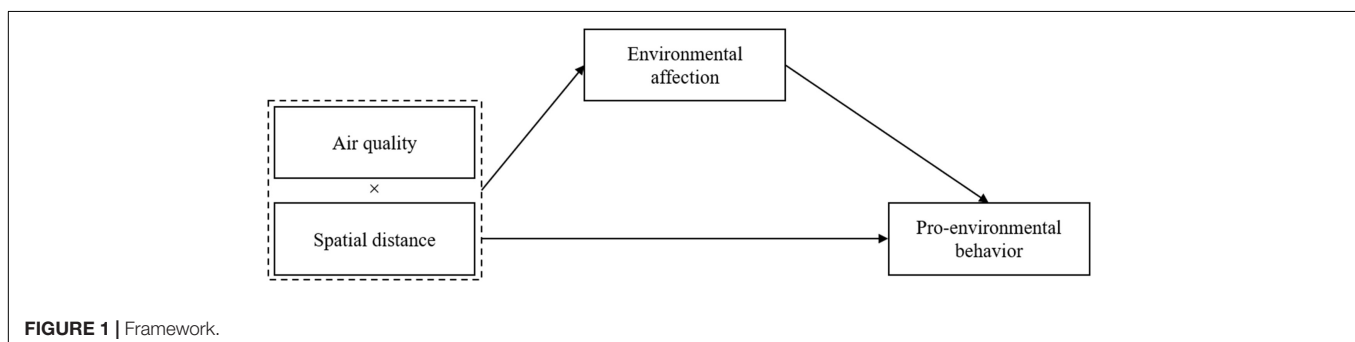 Environmental
affection
Air quality
×
Spatial distance
Pro-environmental
behavior
FIGURE 1 | Framework.